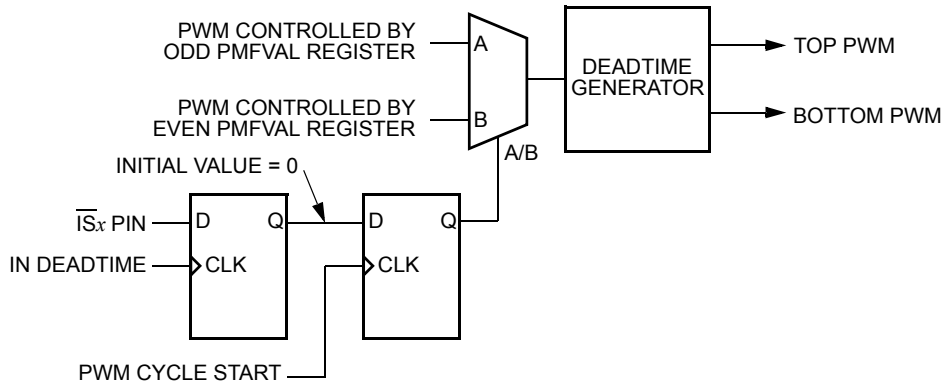 PWM CONTROLLED BY
ODD PMFVAL REGISTER
A
DEADTIME
GENERATOR
TOP PWM
BOTTOM PWM
PWM CONTROLLED BY
EVEN PMFVAL REGISTER
B
A/B
INITIAL VALUE = 0
I̅S̅x PIN
D
Q
D
Q
IN DEADTIME
CLK
CLK
PWM CYCLE START